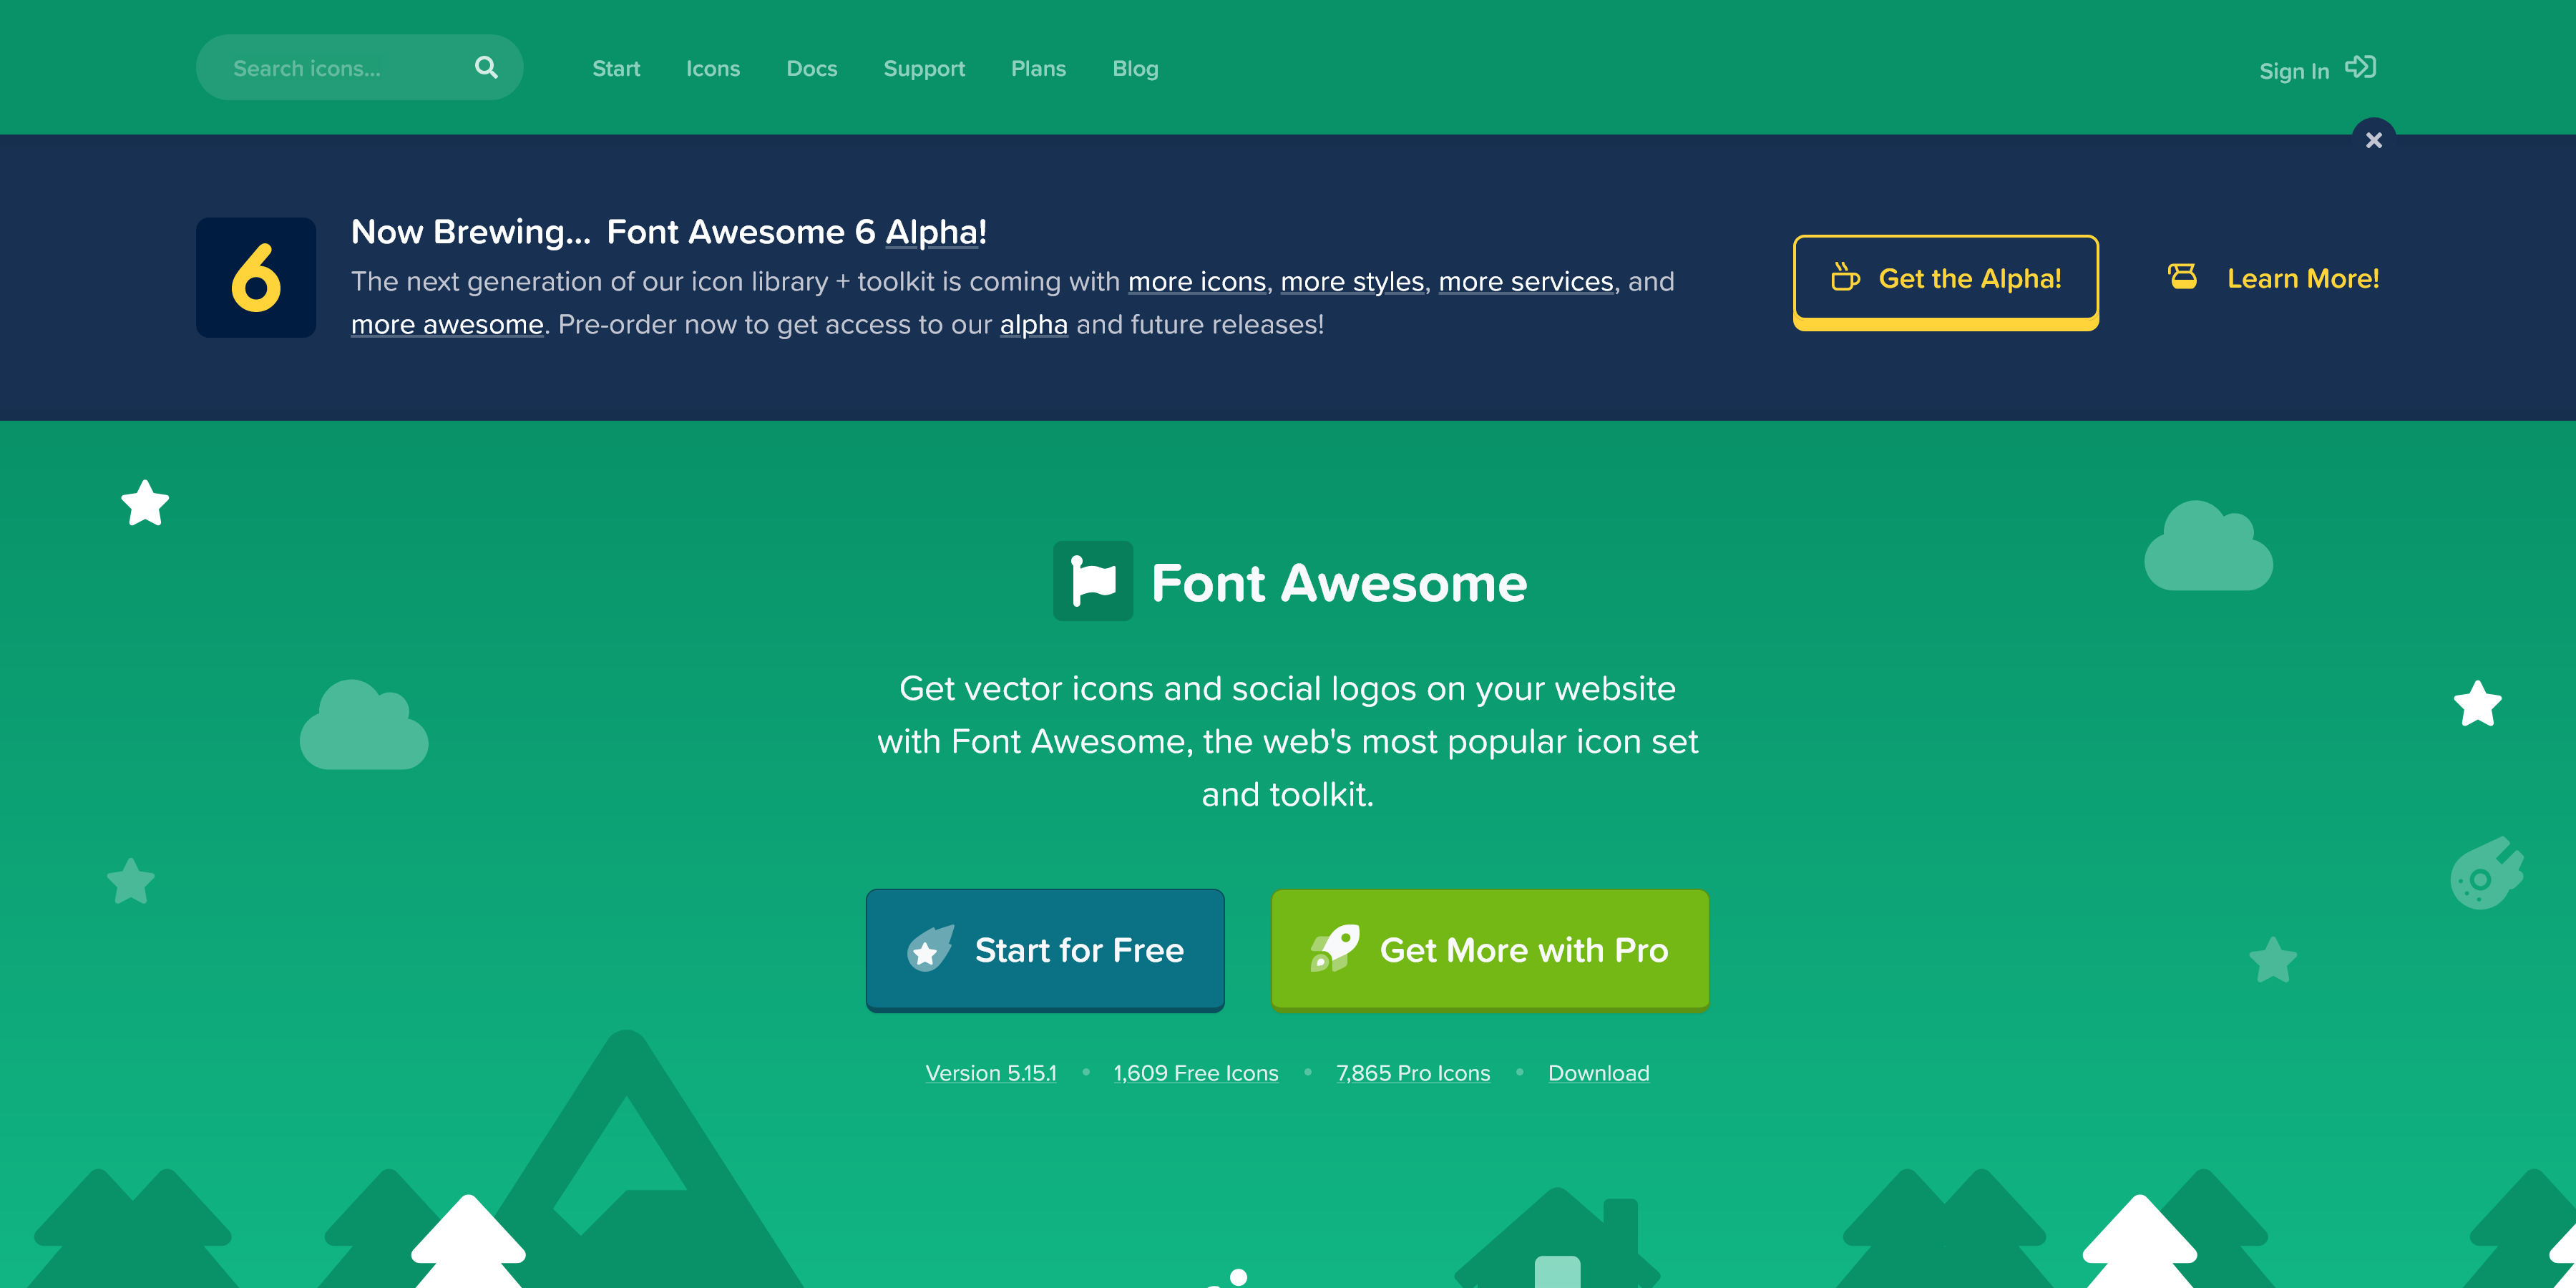 Search icons...
Start
Icons
Docs
Support
Plans
Blog
Sign In
6
Now Brewing... Font Awesome 6 Alpha!
The next generation of our icon library + toolkit is coming with more icons, more styles, more services, and
more awesome. Pre-order now to get access to our alpha and future releases!
Get the Alpha!
Learn More!
Font Awesome
Get vector icons and social logos on your website
with Font Awesome, the web's most popular icon set
and toolkit.
Start for Free
Get More with Pro
Version 5.15.1 • 1,609 Free Icons • 7,865 Pro Icons • Download